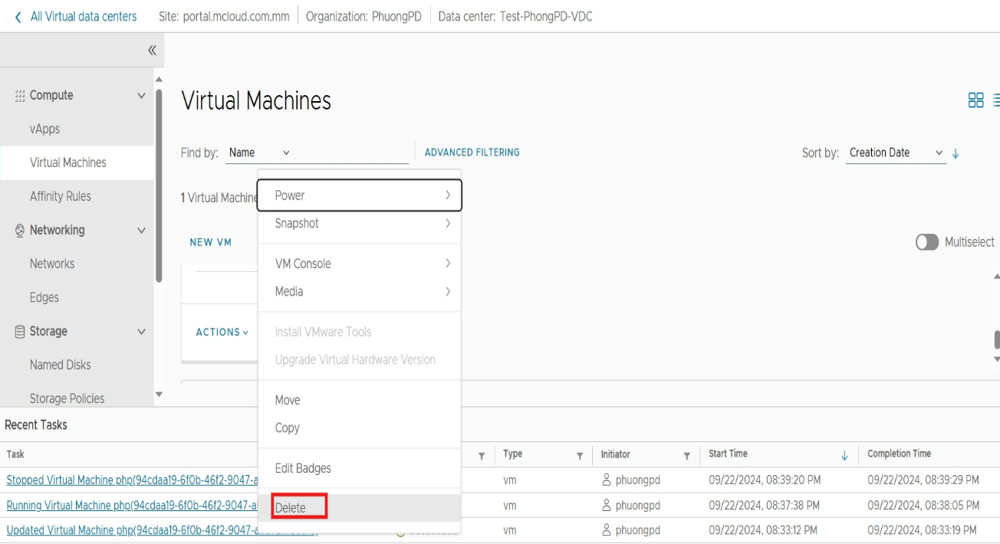 All Virtual data centers Site: portal.mcloud.com.mm Organization: PhuongPD Data center: Test-PhongPD-VDC
Compute
vApps
Virtual Machines
Affinity Rules
Networking
Networks
Edges
Storage
Named Disks
Storage Policies
Virtual Machines
Find by: Name ADVANCED FILTERING Sort by: Creation Date
1 Virtual Machine
NEW VM Multiselect
ACTIONS
Power
Snapshot
VM Console
Media
Install VMware Tools
Upgrade Virtual Hardware Version
Move
Copy
Edit Badges
Delete
Recent Tasks
Task Type Initiator Start Time Completion Time
Stopped Virtual Machine php(94cdaa19-6f0b-46f2-9047-a vm phuongpd 09/22/2024, 08:39:20 PM 09/22/2024, 08:39:29 PM
Running Virtual Machine php(94cdaa19-6f0b-46f2-9047-a vm phuongpd 09/22/2024, 08:37:38 PM 09/22/2024, 08:38:05 PM
Updated Virtual Machine php(94cdaa19-6f0b-46f2-9047-a vm phuongpd 09/22/2024, 08:33:12 PM 09/22/2024, 08:33:19 PM